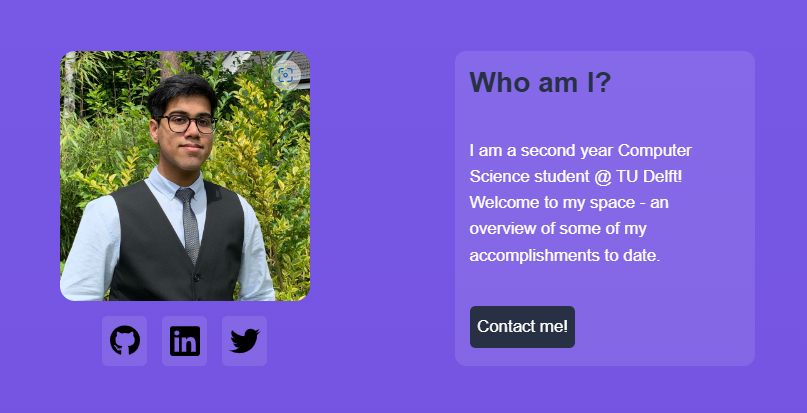 Who am I?
I am a second year Computer
Science student @ TU Delft!
Welcome to my space - an
overview of some of my
accomplishments to date.
Contact me!
in